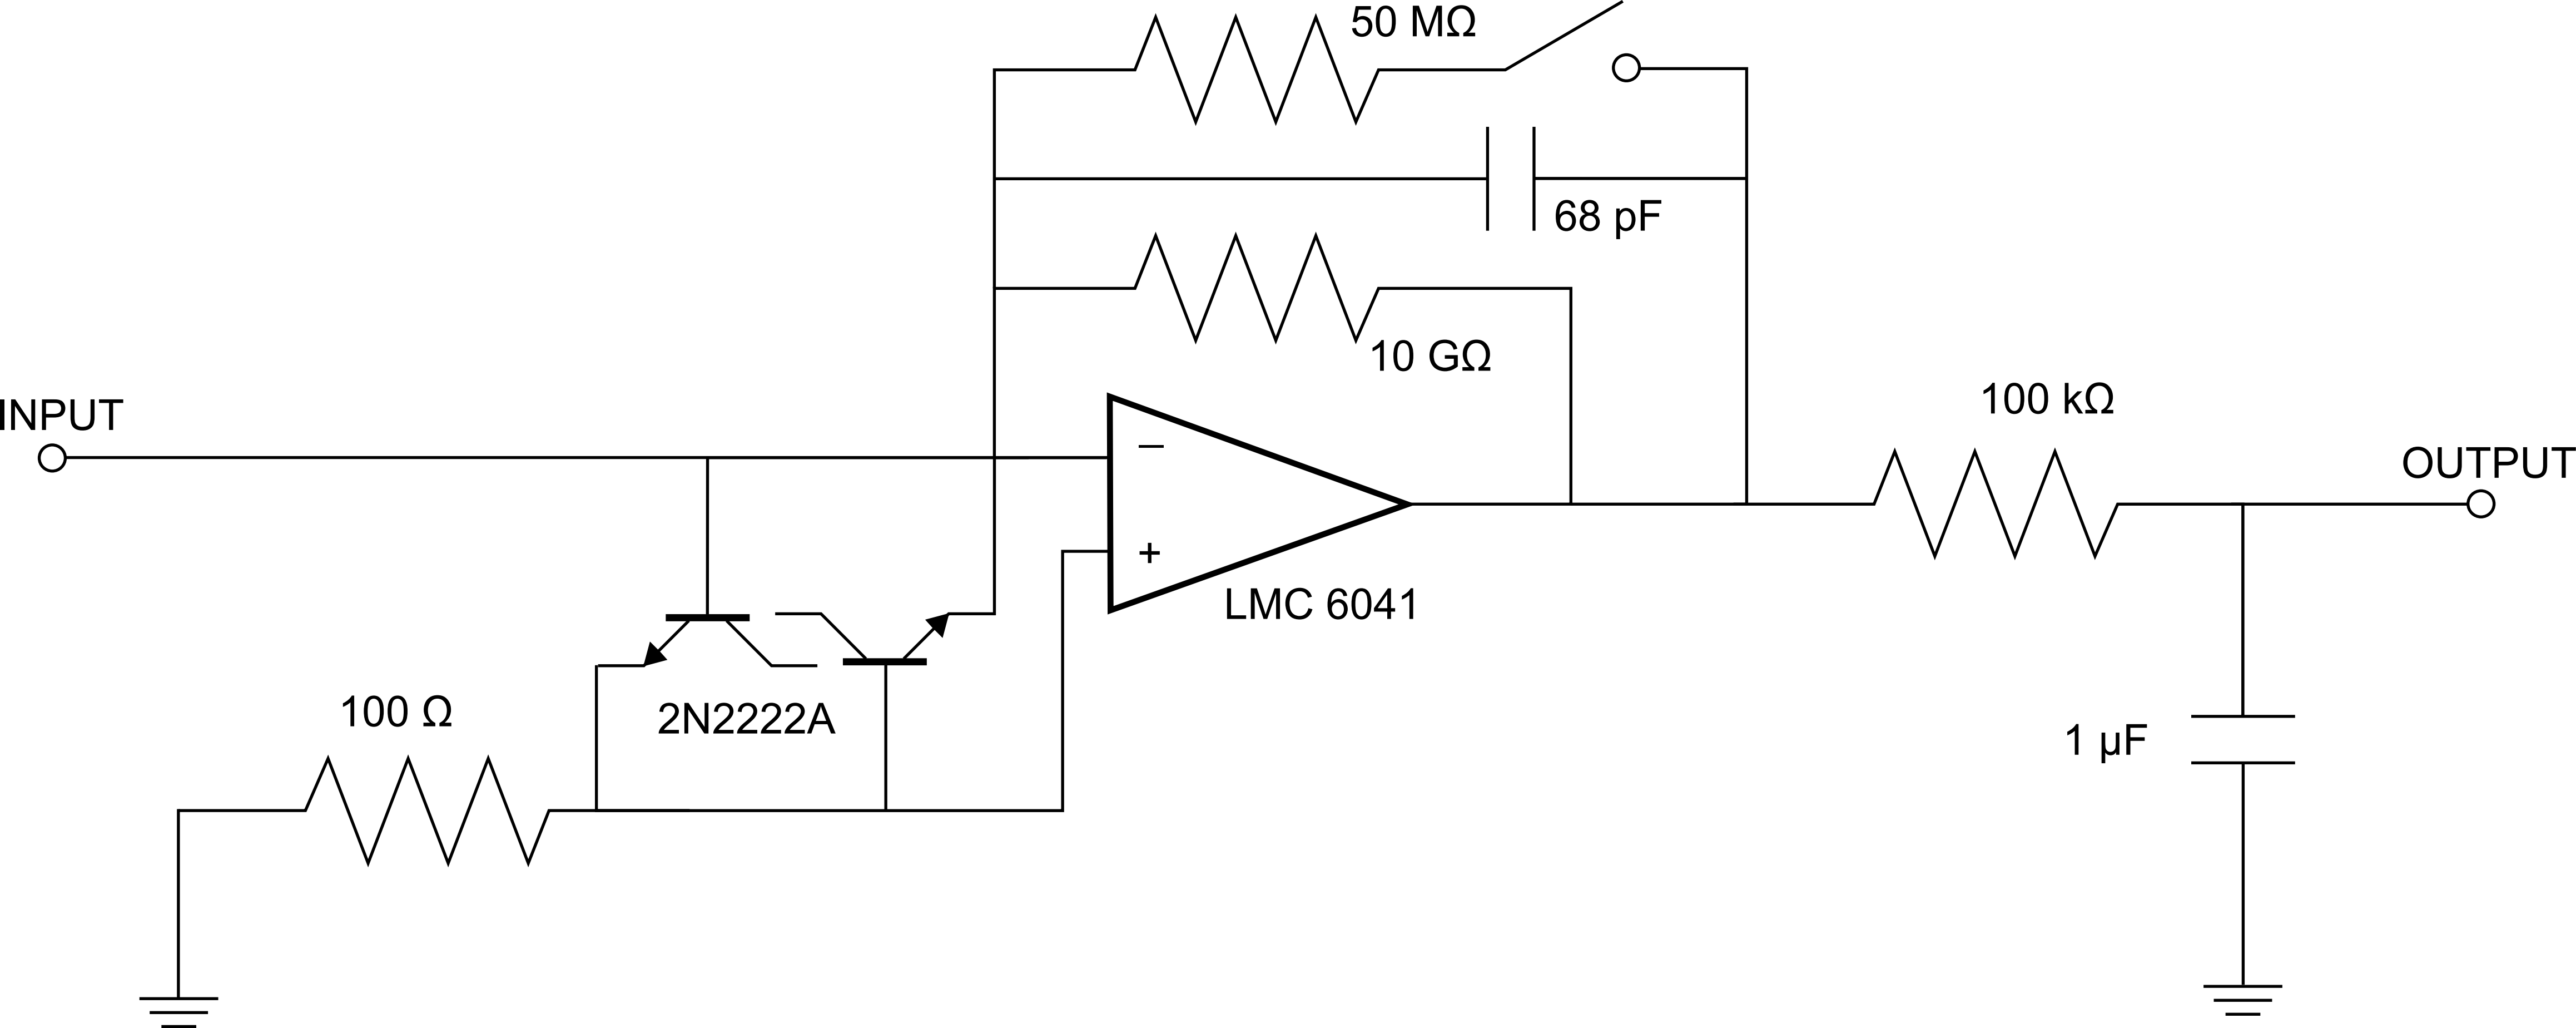 50 MΩ
68 pF
10 GΩ
INPUT
100 kΩ
OUTPUT
−
+
LMC 6041
100 Ω
2N2222A
1 µF